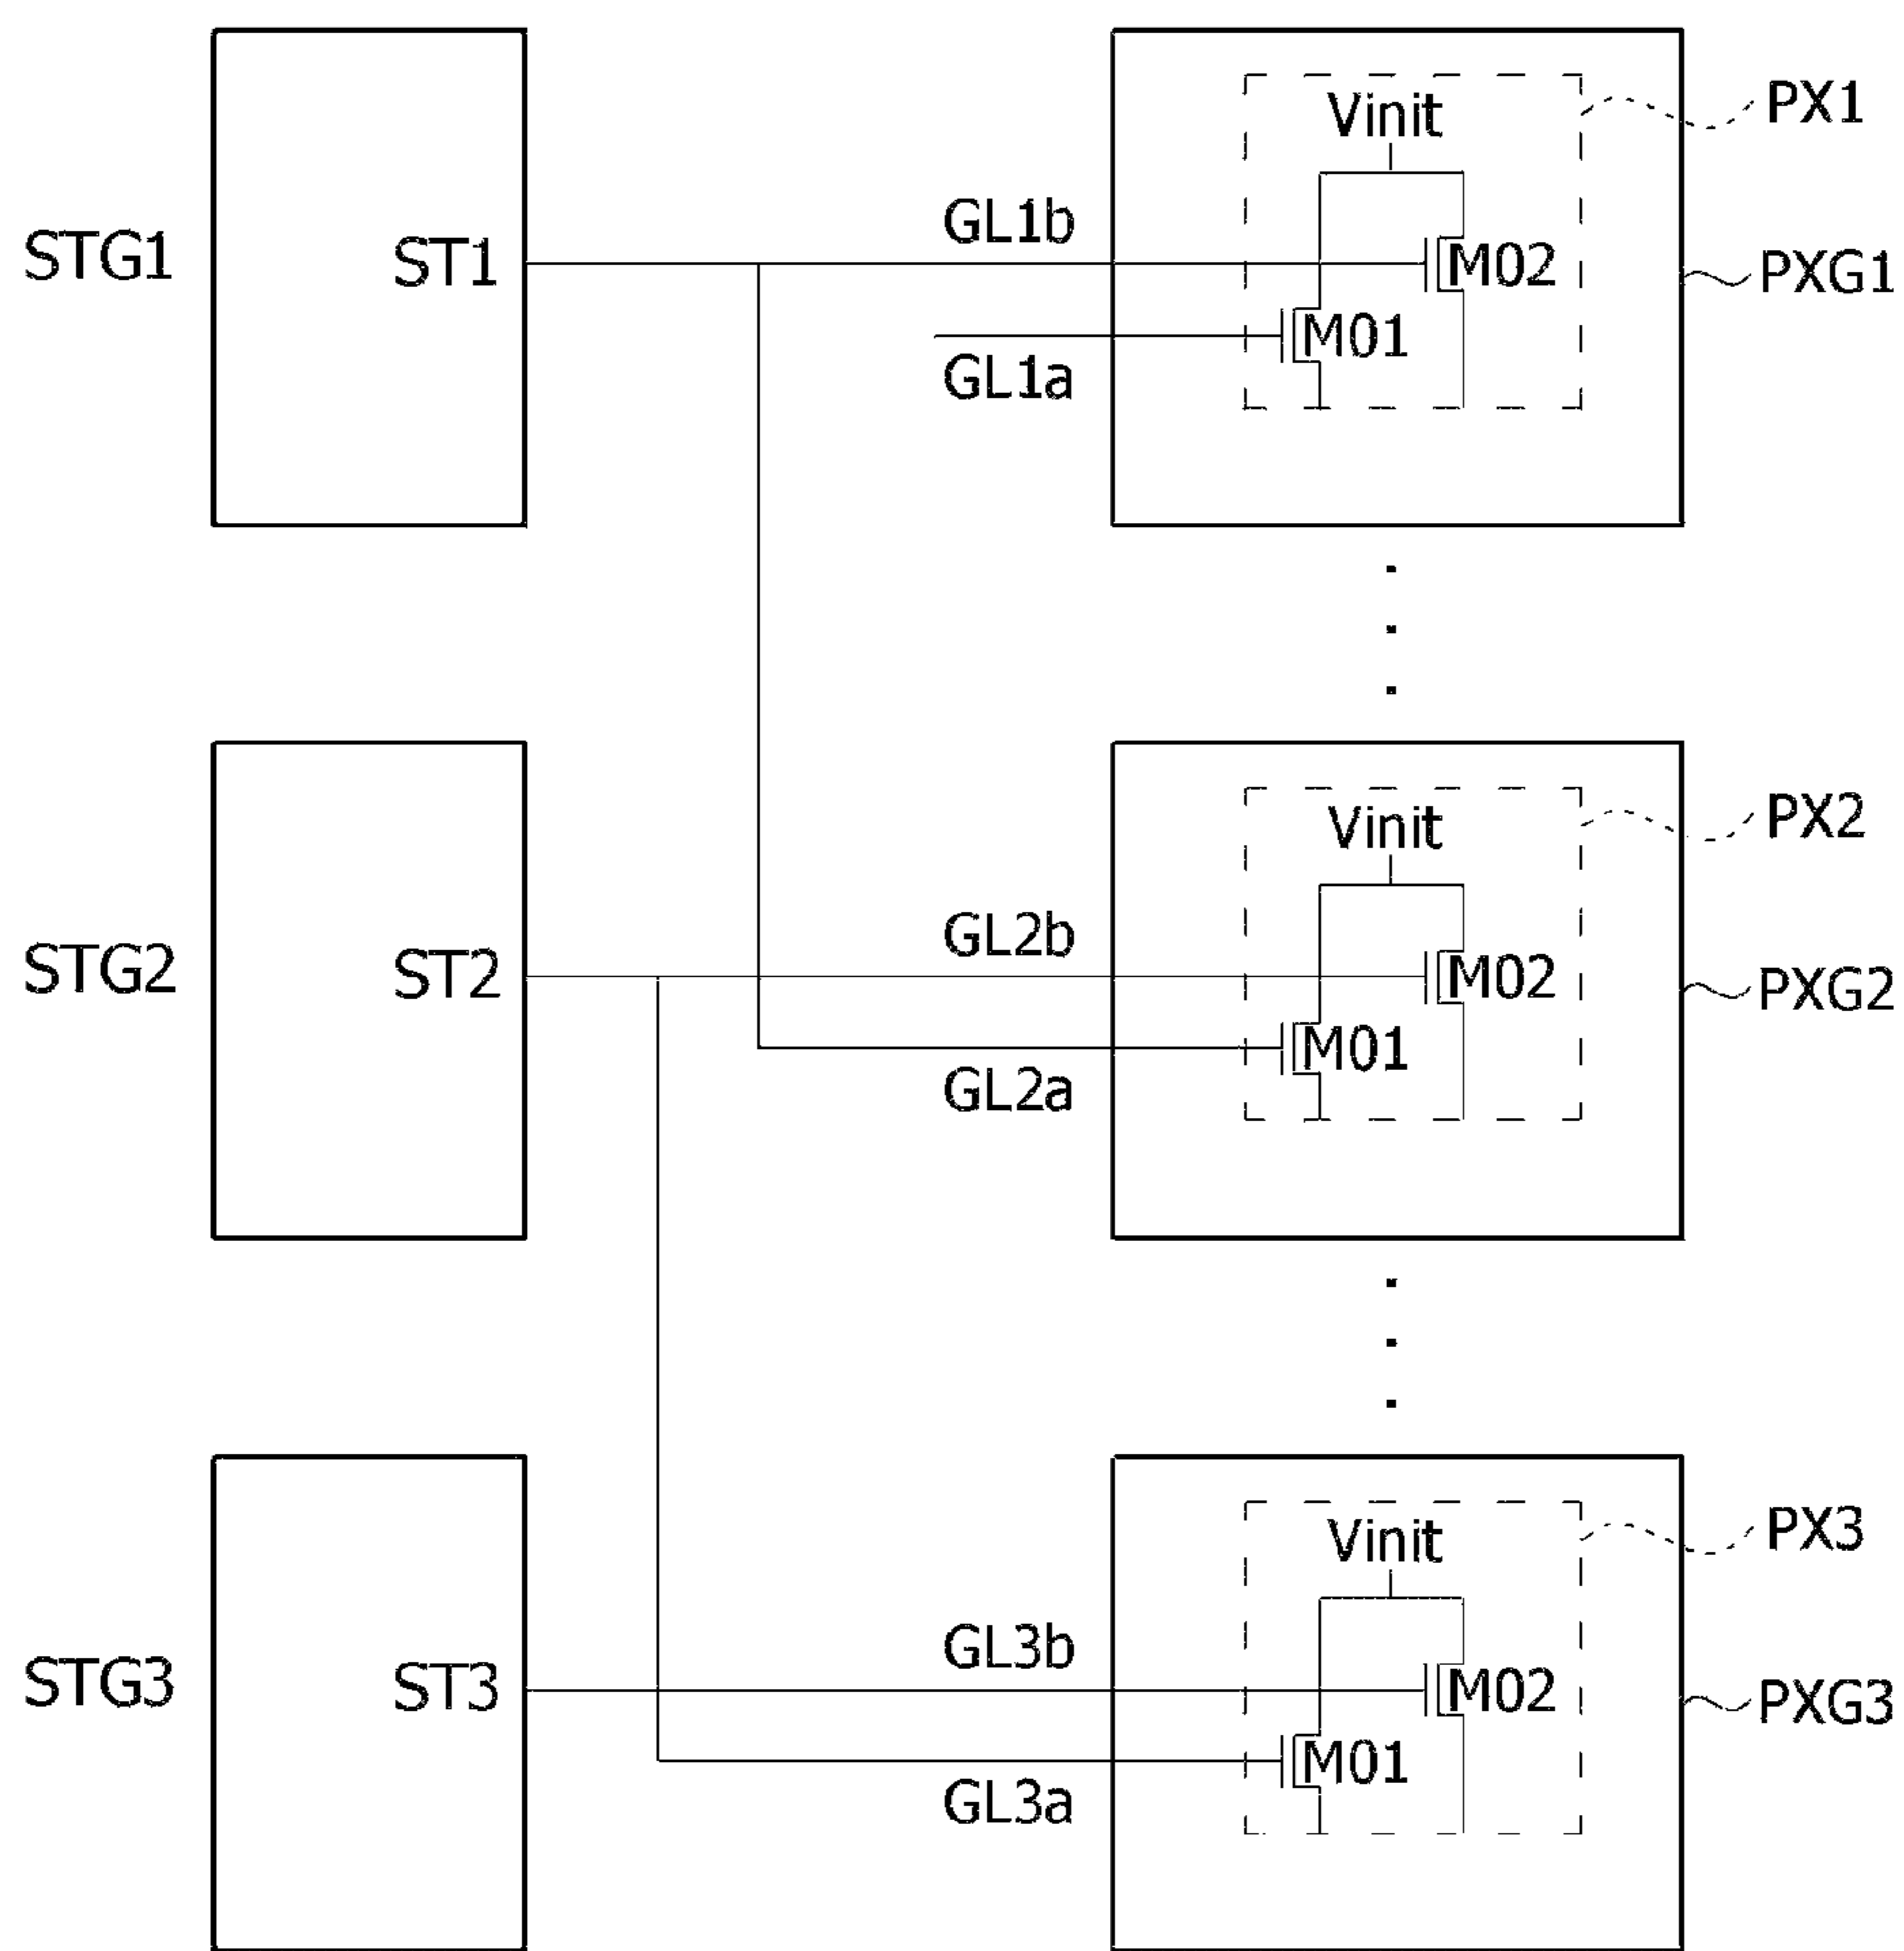 PX1
Vinit
GL1b
STG1
ST1
M02
PXG1
M01
GL1a
PX2
Vinit
GL2b
STG2
ST2
M02
PXG2
M01
GL2a
PX3
Vinit
GL3b
STG3
ST3
M02
PXG3
M01
GL3a